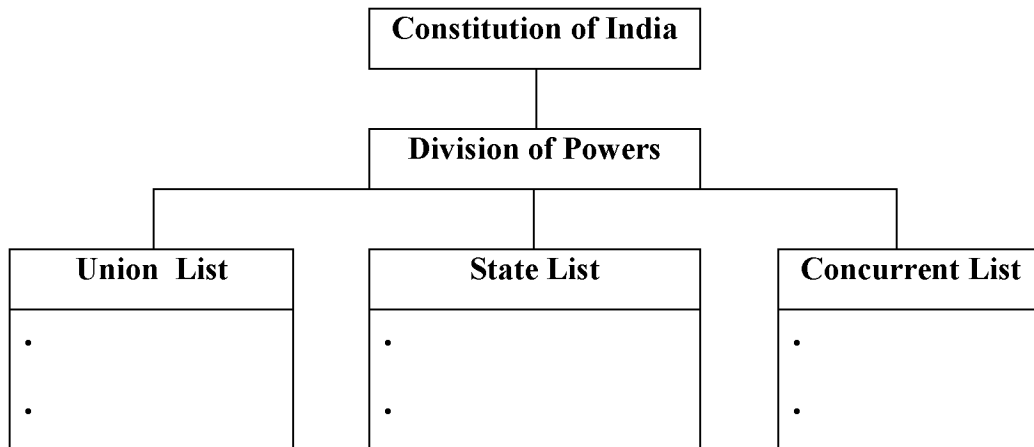 Constitution of India
Division of Powers
Union List
State List
Concurrent List
•
•
•
•
•
•